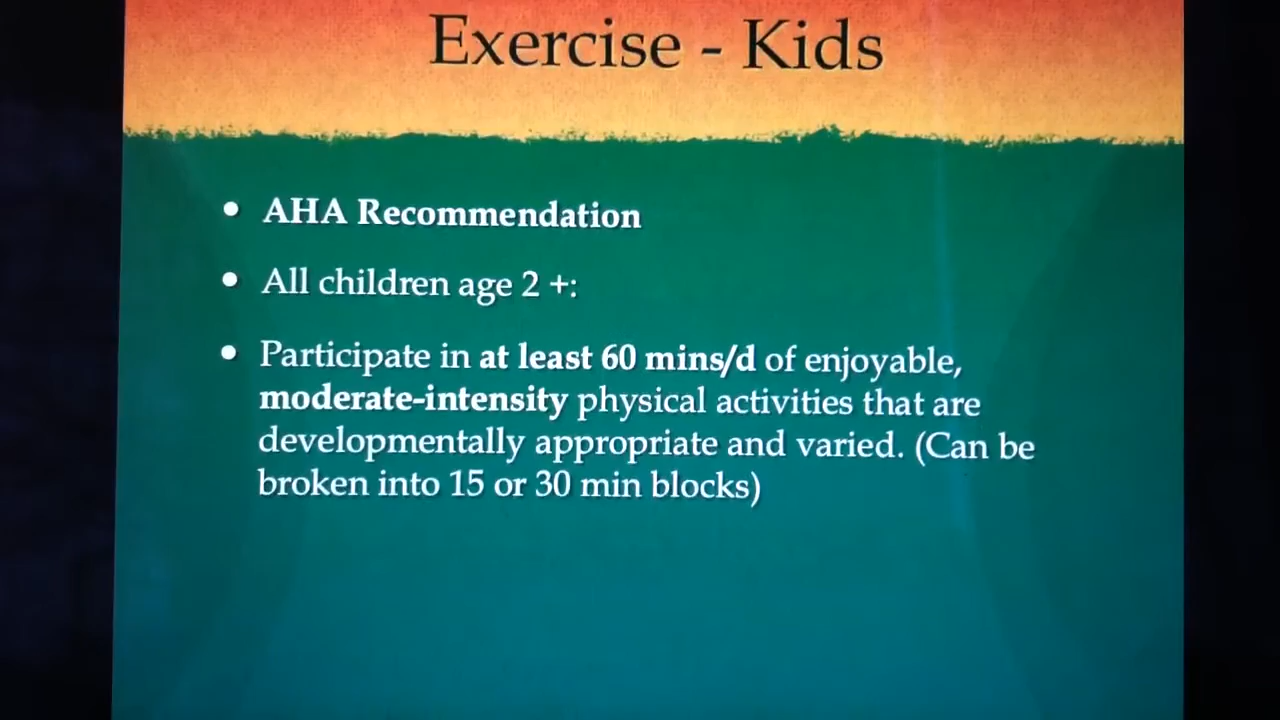 Exercise - Kids
• AHA Recommendation
• All children age 2 +:
• Participate in at least 60 mins/d of enjoyable,
moderate-intensity physical activities that are
developmentally appropriate and varied. (Can be
broken into 15 or 30 min blocks)